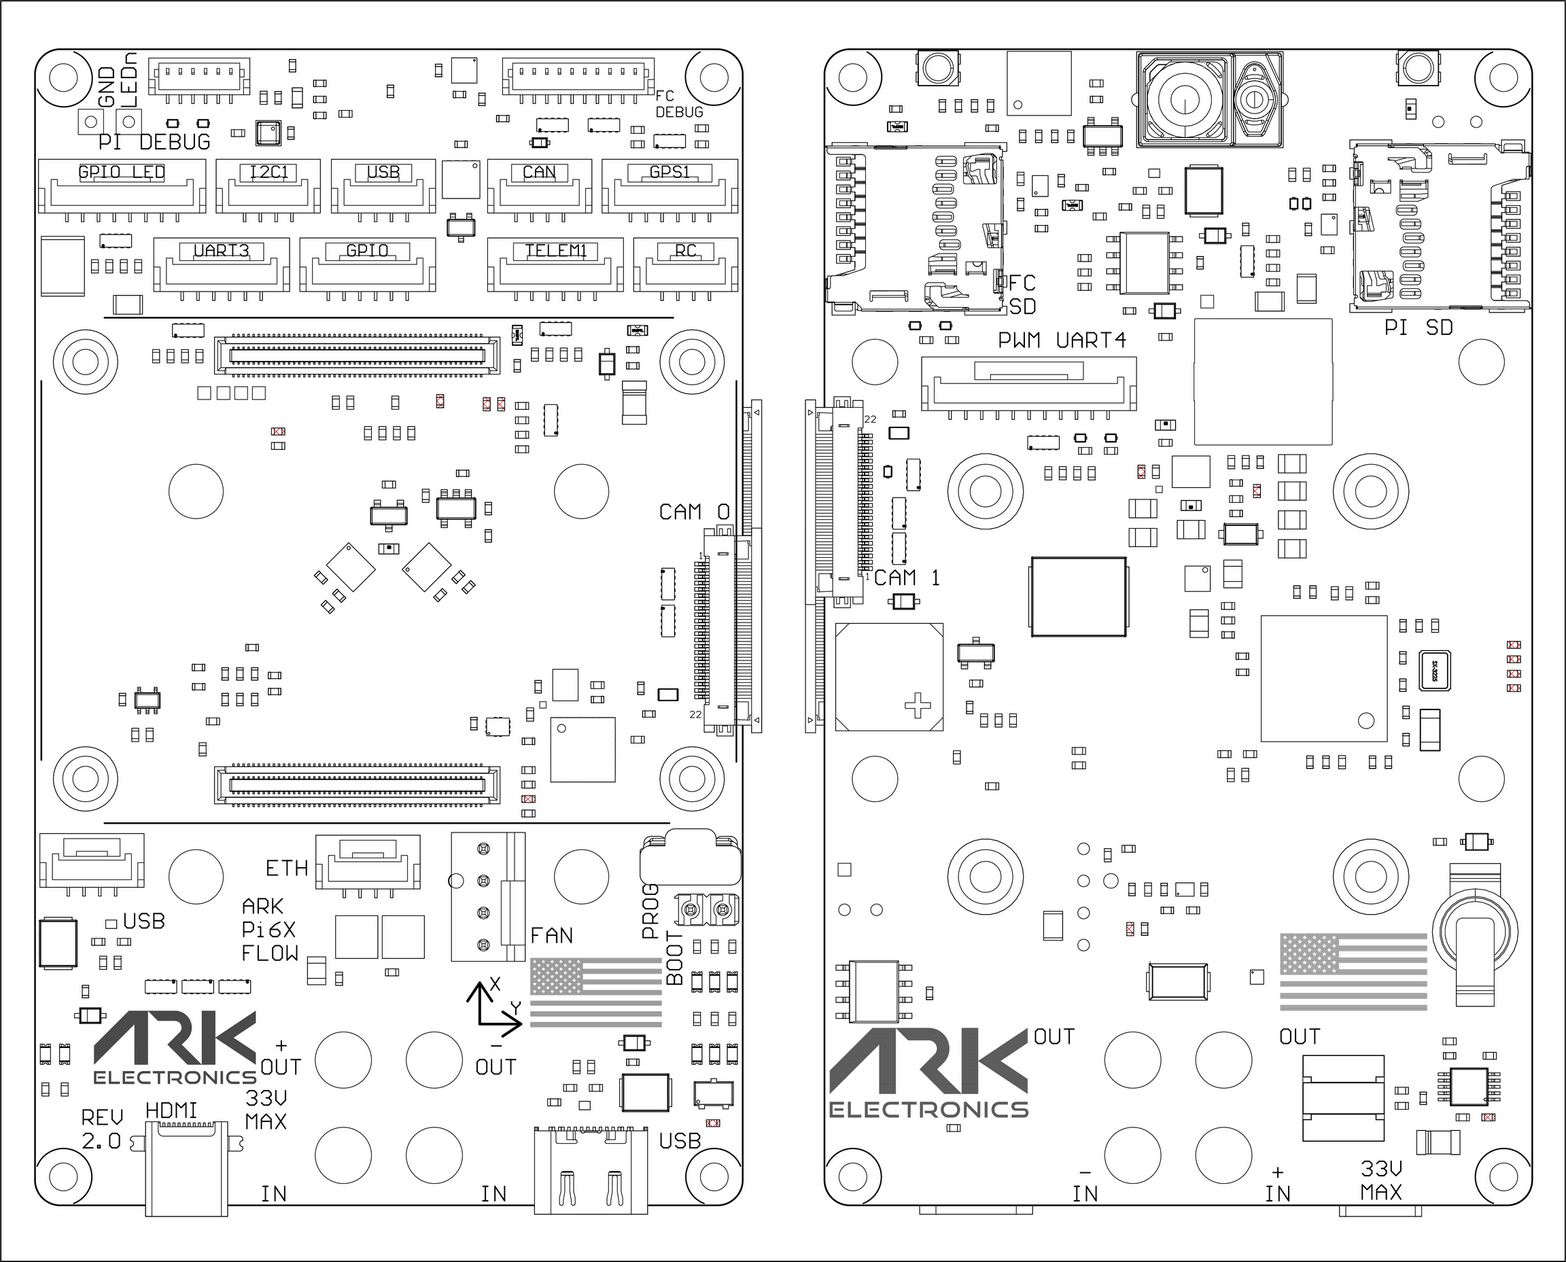 GND
LEDn
PI DEBUG
FC
DEBUG
GPIO LED
I2C1
USB
CAN
GPS1
UART3
GPIO
TELEM1
RC
CAM 0
1
22
USB
ETH
ARK
Pi6X
FLOW
FAN
PROG
BOOT
X
Y
ARK
ELECTRONICS
+
OUT
-
OUT
33V
MAX
REV
2.0
HDMI
USB
IN
IN
FC
SD
PI SD
PWM UART4
22
1
CAM 1
SX-3225
ARK
ELECTRONICS
OUT
OUT
-
IN
+
IN
33V
MAX